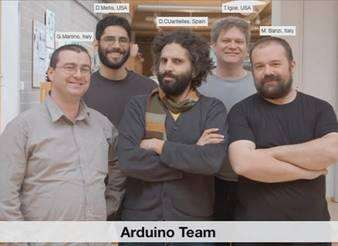 D.Mellis, USA
D.CUartielles, Spain
T.Igoe, USA
G.Martino, Italy
M. Banzi, Italy
Arduino Team